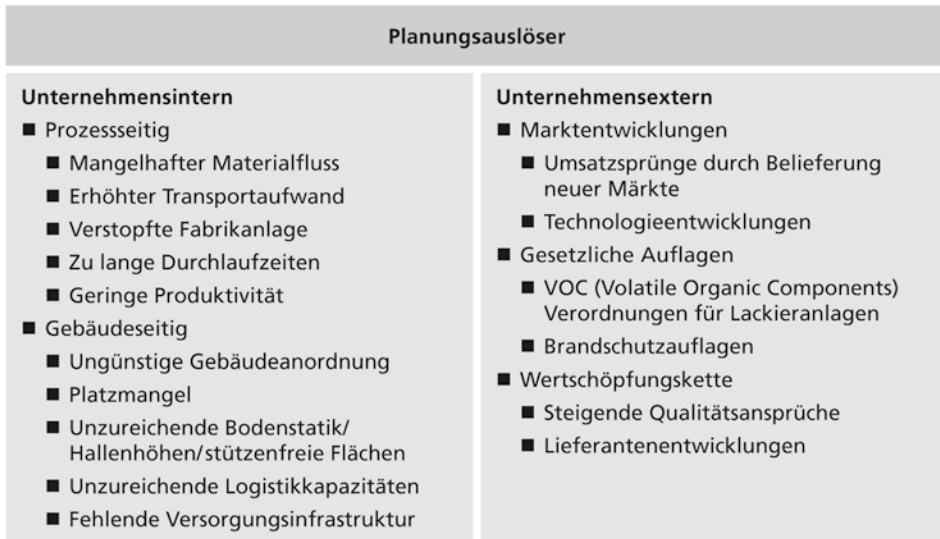 Planungsauslöser
Unternehmensintern
■ Prozessseitig
■ Mangelhafter Materialfluss
■ Erhöhter Transportaufwand
■ Verstopfte Fabrikanlage
■ Zu lange Durchlaufzeiten
■ Geringe Produktivität
■ Gebäudeseitig
■ Ungünstige Gebäudeanordnung
■ Platzmangel
■ Unzureichende Bodenstatik/
Hallenhöhen/stützenfreie Flächen
■ Unzureichende Logistikkapazitäten
■ Fehlende Versorgungsinfrastruktur
Unternehmensextern
■ Marktentwicklungen
■ Umsatzsprünge durch Belieferung
neuer Märkte
■ Technologieentwicklungen
■ Gesetzliche Auflagen
■ VOC (Volatile Organic Components)
Verordnungen für Lackieranlagen
■ Brandschutzauflagen
■ Wertschöpfungskette
■ Steigende Qualitätsansprüche
■ Lieferantenentwicklungen